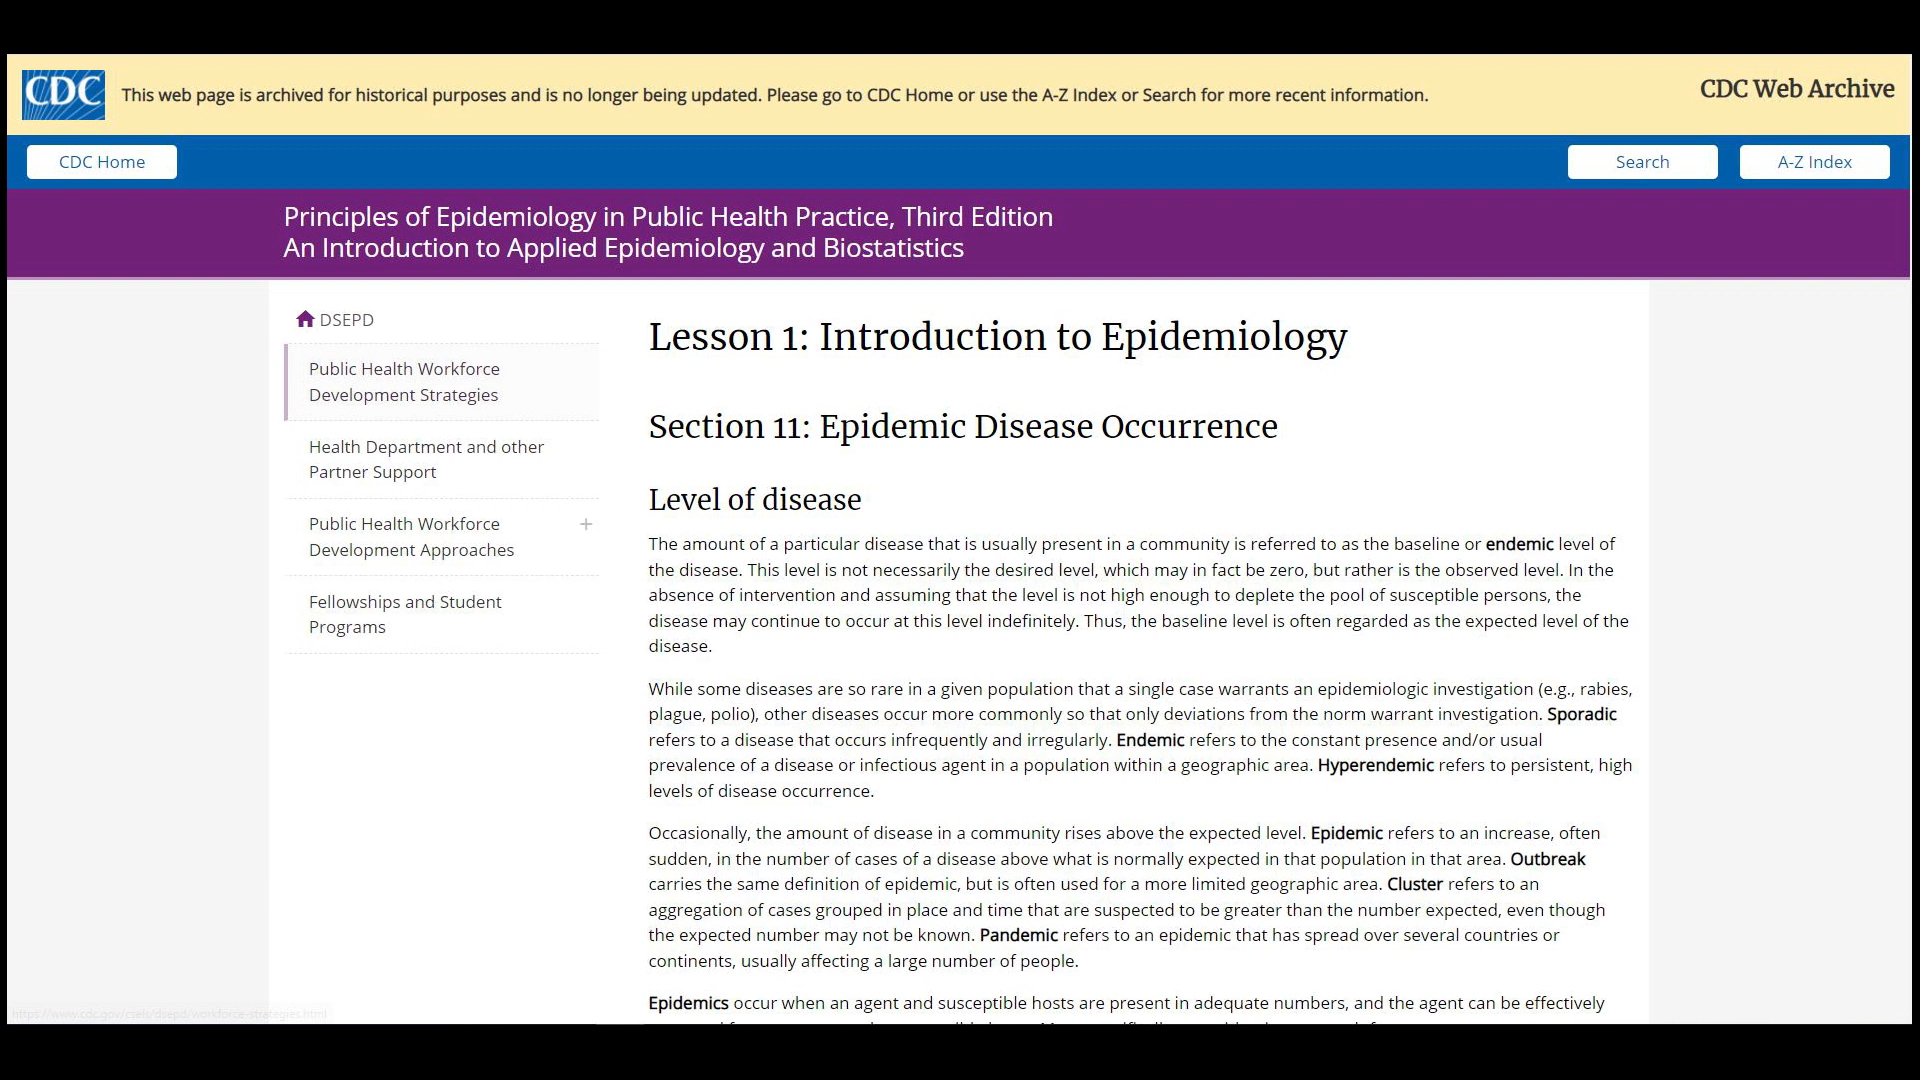 CDC
This web page is archived for historical purposes and is no longer being updated. Please go to CDC Home or use the A-Z Index or Search for more recent information.
CDC Web Archive
CDC Home
Search
A-Z Index
Principles of Epidemiology in Public Health Practice, Third Edition
An Introduction to Applied Epidemiology and Biostatistics
DSEPD
Public Health Workforce
Development Strategies
Health Department and other
Partner Support
Public Health Workforce
Development Approaches
Fellowships and Student
Programs
Lesson 1: Introduction to Epidemiology
Section 11: Epidemic Disease Occurrence
Level of disease
The amount of a particular disease that is usually present in a community is referred to as the baseline or endemic level of
the disease. This level is not necessarily the desired level, which may in fact be zero, but rather is the observed level. In the
absence of intervention and assuming that the level is not high enough to deplete the pool of susceptible persons, the
disease may continue to occur at this level indefinitely. Thus, the baseline level is often regarded as the expected level of the
disease.
While some diseases are so rare in a given population that a single case warrants an epidemiologic investigation (e.g., rabies,
plague, polio), other diseases occur more commonly so that only deviations from the norm warrant investigation. Sporadic
refers to a disease that occurs infrequently and irregularly. Endemic refers to the constant presence and/or usual
prevalence of a disease or infectious agent in a population within a geographic area. Hyperendemic refers to persistent, high
levels of disease occurrence.
Occasionally, the amount of disease in a community rises above the expected level. Epidemic refers to an increase, often
sudden, in the number of cases of a disease above what is normally expected in that population in that area. Outbreak
carries the same definition of epidemic, but is often used for a more limited geographic area. Cluster refers to an
aggregation of cases grouped in place and time that are suspected to be greater than the number expected, even though
the expected number may not be known. Pandemic refers to an epidemic that has spread over several countries or
continents, usually affecting a large number of people.
Epidemics occur when an agent and susceptible hosts are present in adequate numbers, and the agent can be effectively
https://www.cdc.gov/csels/dsepd/workforce-strategies.html